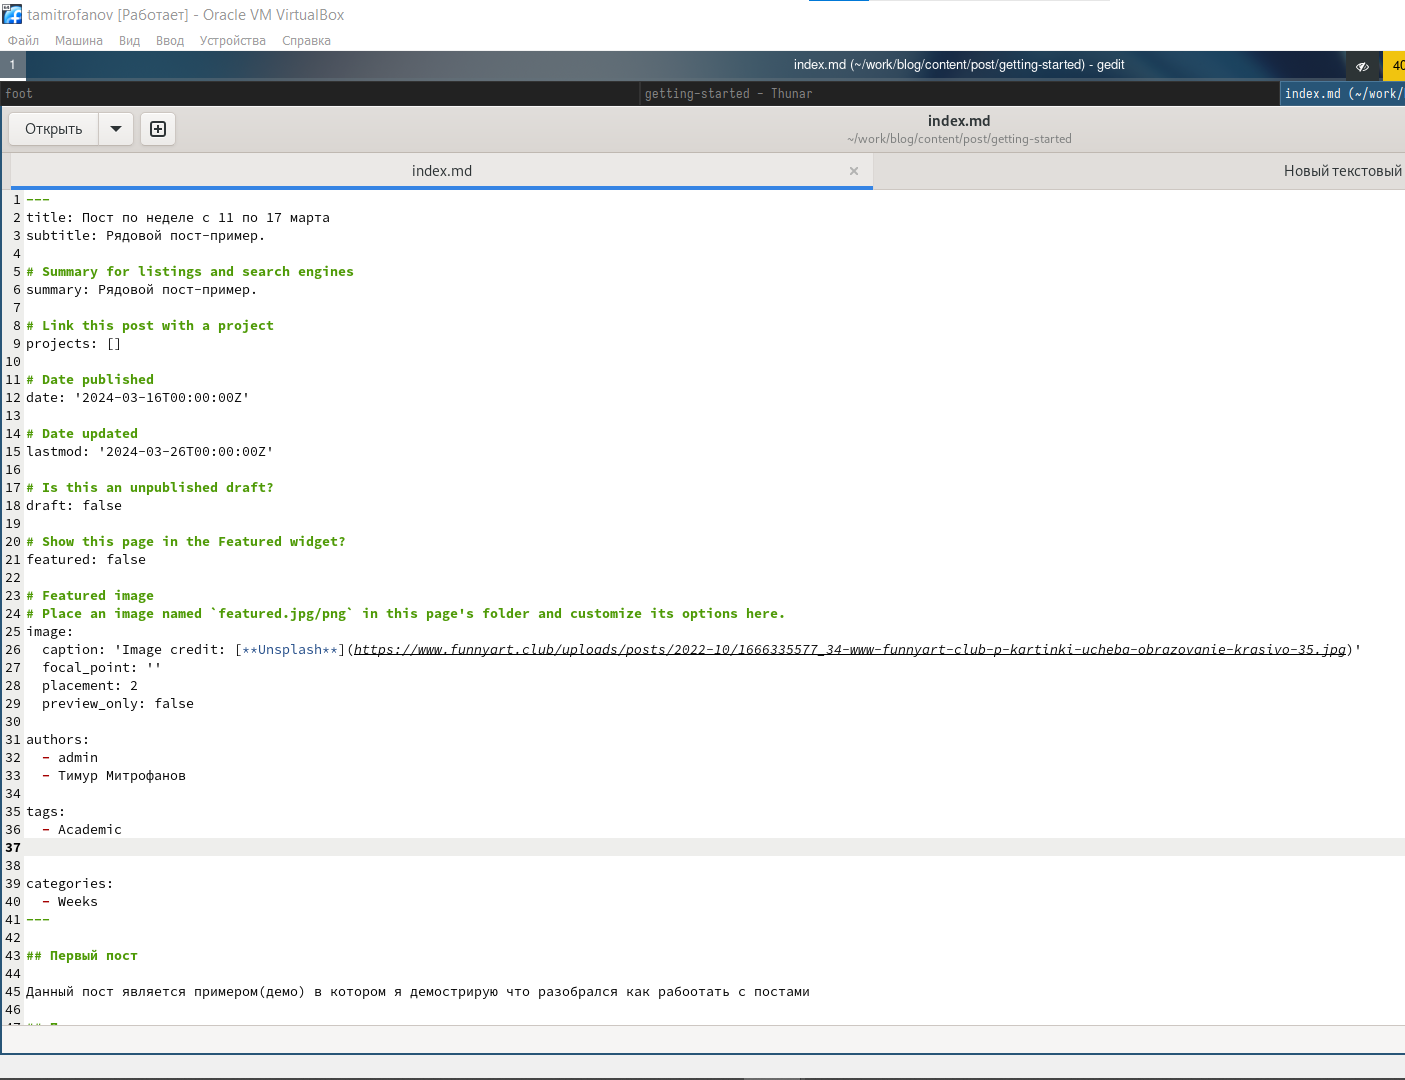 tamitrofanov [Работает] - Oracle VM VirtualBox
Файл Машина Вид Ввод Устройства Справка
1 index.md (~/work/blog/content/post/getting-started) - gedit 40
foot getting-started - Thunar index.md (~/work/
Открыть index.md
~/work/blog/content/post/getting-started
index.md × Новый текстовый
1 ---
2 title: Пост по неделе с 11 по 17 марта
3 subtitle: Рядовой пост-пример.
4
5 # Summary for listings and search engines
6 summary: Рядовой пост-пример.
7
8 # Link this post with a project
9 projects: []
10
11 # Date published
12 date: '2024-03-16T00:00:00Z'
13
14 # Date updated
15 lastmod: '2024-03-26T00:00:00Z'
16
17 # Is this an unpublished draft?
18 draft: false
19
20 # Show this page in the Featured widget?
21 featured: false
22
23 # Featured image
24 # Place an image named `featured.jpg/png` in this page's folder and customize its options here.
25 image:
26   caption: 'Image credit: [**Unsplash**](https://www.funnyart.club/uploads/posts/2022-10/1666335577_34-www-funnyart-club-p-kartinki-ucheba-obrazovanie-krasivo-35.jpg)'
27   focal_point: ''
28   placement: 2
29   preview_only: false
30
31 authors:
32   - admin
33   - Тимур Митрофанов
34
35 tags:
36   - Academic
37
38
39 categories:
40   - Weeks
41 ---
42
43 ## Первый пост
44
45 Данный пост является примером(демо) в котором я демострирую что разобрался как рабоотать с постами
46